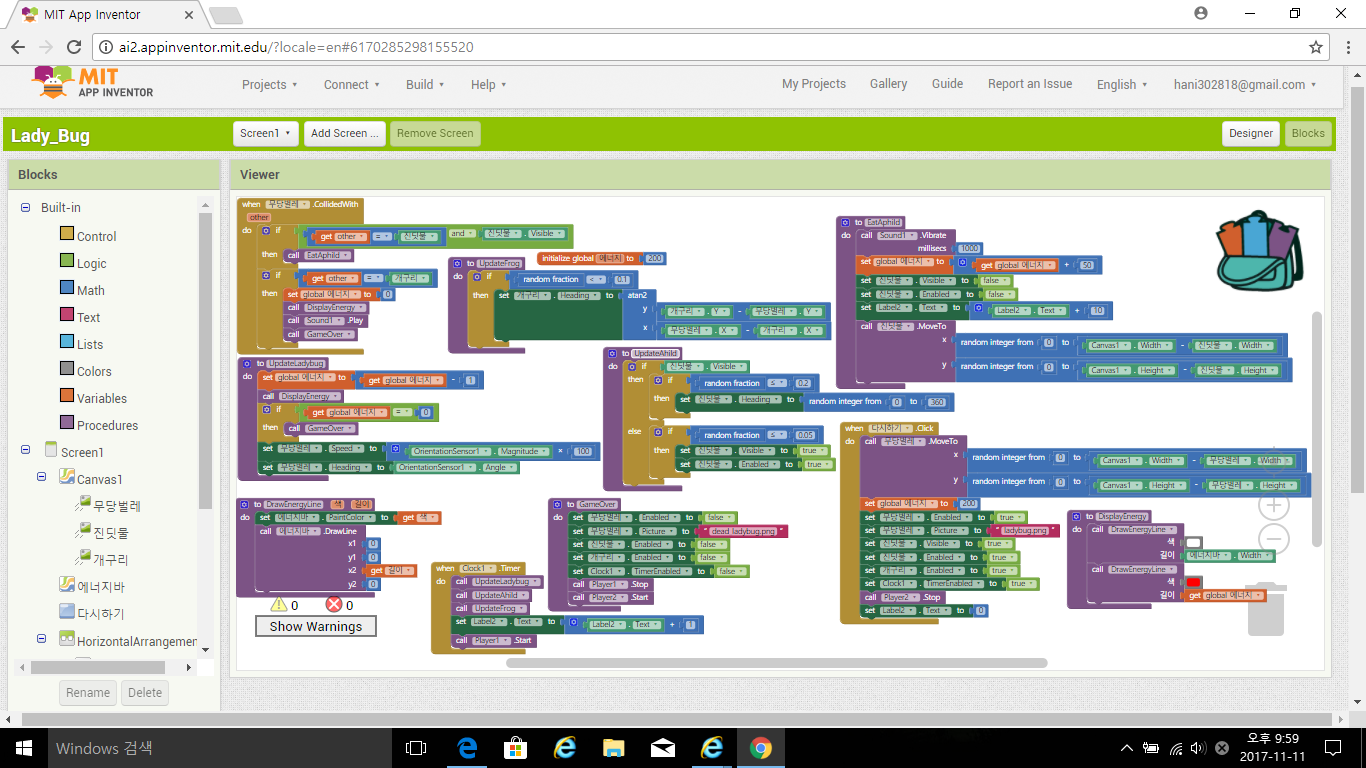 MIT App Inventor
ai2.appinventor.mit.edu/?locale=en#6170285298155520
MIT
APP INVENTOR
Projects Connect Build Help My Projects Gallery Guide Report an Issue English hani302818@gmail.com
Lady_Bug
Screen1 Add Screen ... Remove Screen Designer Blocks
Blocks
Built-in
Control
Logic
Math
Text
Lists
Colors
Variables
Procedures
Screen1
Canvas1
무당벌레
진딧물
개구리
에너지바
다시하기
HorizontalArrangemen
Rename Delete
Viewer
when 무당벌레 .CollidedWith
other
do if get other = 진딧물 and 진딧물 . Visible
then call EatAphild
if get other = 개구리
then set global 에너지 to 0
call DisplayEnergy
call Sound1 .Play
call GameOver
initialize global 에너지 to 200
to UpdateFrog
do if random fraction < 0.1
then set 개구리 . Heading to atan2
y 개구리 . Y - 무당벌레 . Y
x 무당벌레 . X - 개구리 . X
to EatAphild
do call Sound1 .Vibrate
millisecs 1000
set global 에너지 to get global 에너지 + 50
set 진딧물 . Visible to false
set 진딧물 . Enabled to false
set Label2 . Text to Label2 . Text + 10
call 진딧물 .MoveTo
x random integer from 0 to Canvas1 . Width - 진딧물 . Width
y random integer from 0 to Canvas1 . Height - 진딧물 . Height
to UpdateLadybug
do set global 에너지 to get global 에너지 - 1
call DisplayEnergy
if get global 에너지 = 0
then call GameOver
set 무당벌레 . Speed to OrientationSensor1 . Magnitude × 100
set 무당벌레 . Heading to OrientationSensor1 . Angle
to UpdateAhild
do if 진딧물 . Visible
then if random fraction ≤ 0.2
then set 진딧물 . Heading to random integer from 0 to 360
else if random fraction ≤ 0.05
then set 진딧물 . Visible to true
set 진딧물 . Enabled to true
when 다시하기 .Click
do call 무당벌레 .MoveTo
x random integer from 0 to Canvas1 . Width - 무당벌레 . Width
y random integer from 0 to Canvas1 . Height - 무당벌레 . Height
set global 에너지 to 200
set 무당벌레 . Enabled to true
set 무당벌레 . Picture to " ladybug.png "
set 진딧물 . Visible to true
set 진딧물 . Enabled to true
set 개구리 . Enabled to true
set Clock1 . TimerEnabled to true
call Player2 .Stop
set Label2 . Text to 0
to DrawEnergyLine 색 길이
do set 에너지바 . PaintColor to get 색
call 에너지바 .DrawLine
x1 0
y1 0
x2 get 길이
y2 0
to GameOver
do set 무당벌레 . Enabled to false
set 무당벌레 . Picture to " dead_ladybug.png "
set 진딧물 . Enabled to false
set 개구리 . Enabled to false
set Clock1 . TimerEnabled to false
call Player1 .Stop
call Player2 .Start
when Clock1 .Timer
do call UpdateLadybug
call UpdateAhild
call UpdateFrog
set Label2 . Text to Label2 . Text + 1
call Player1 .Start
to DisplayEnergy
do call DrawEnergyLine
색
길이 에너지바 . Width
call DrawEnergyLine
색
길이 get global 에너지
0 0
Show Warnings
Windows 검색
오후 9:59
2017-11-11